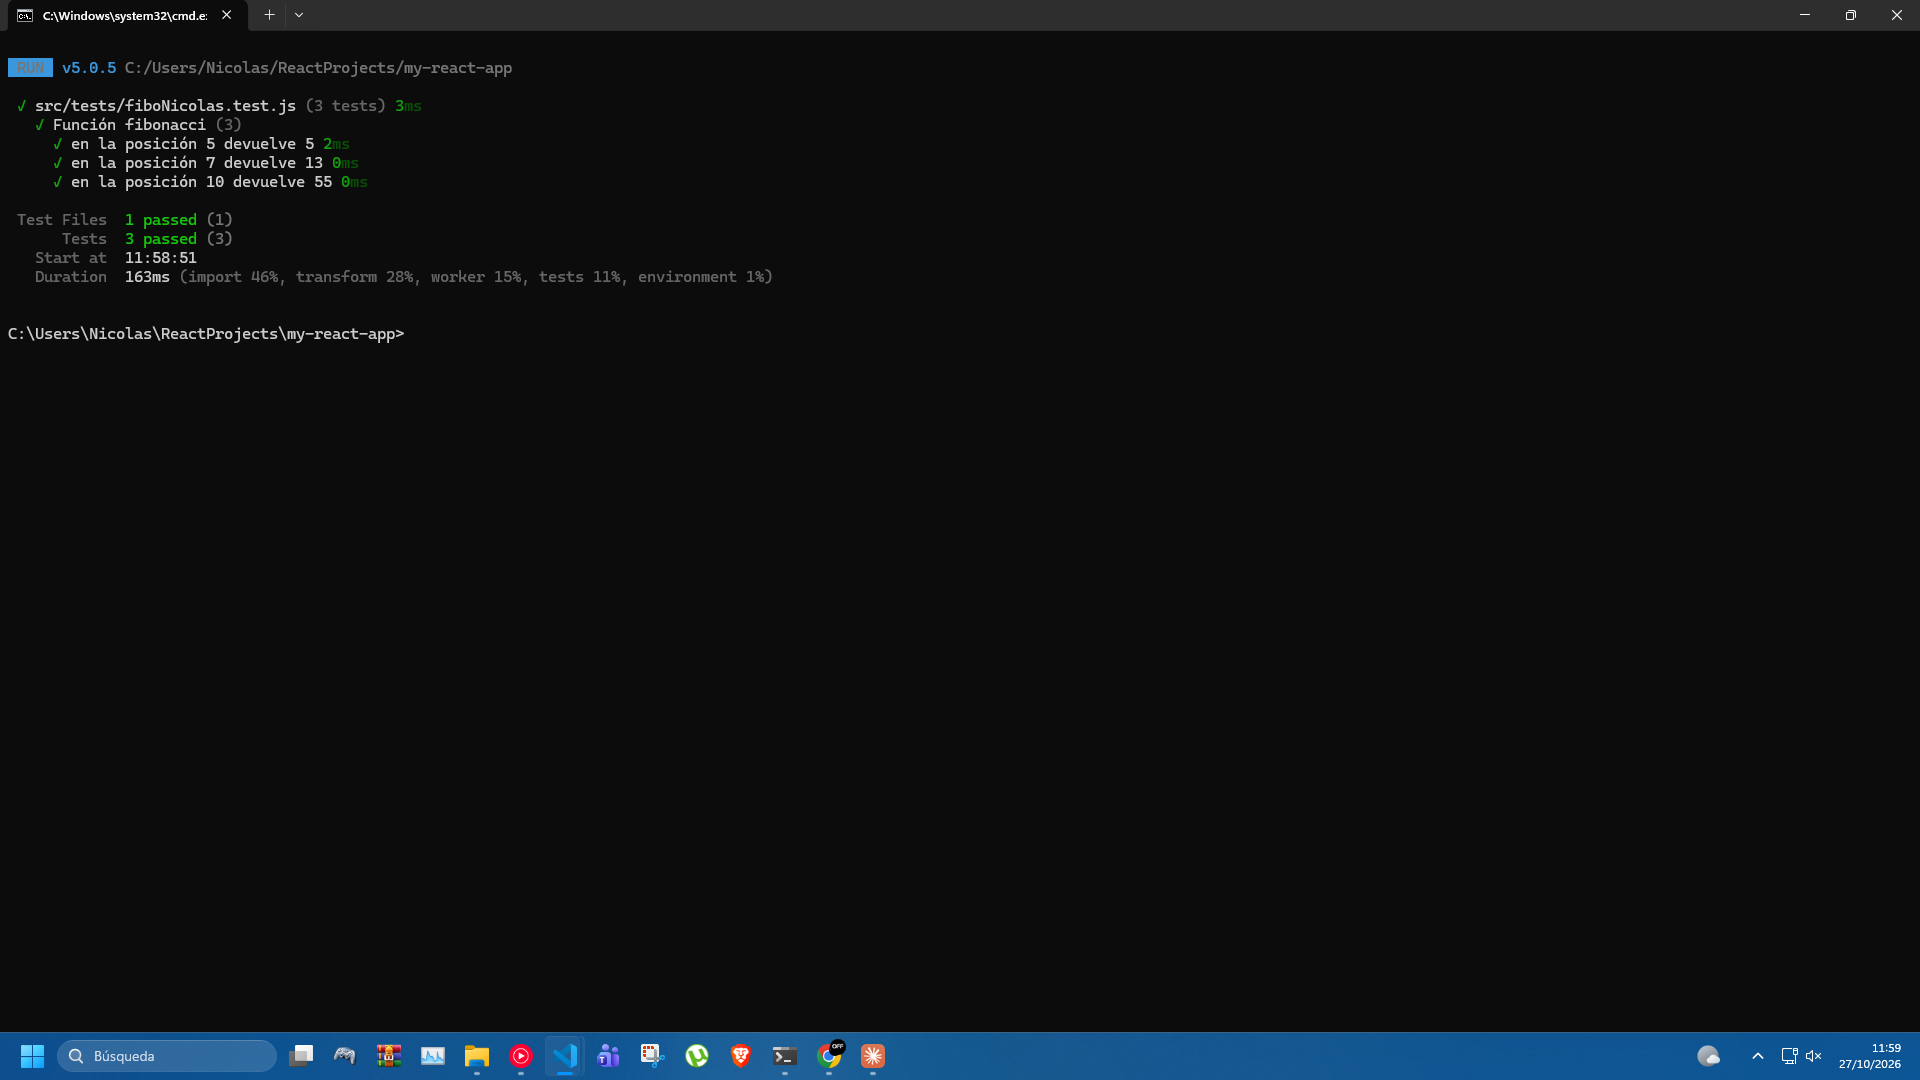 C:\Windows\system32\cmd.e:
RUN v5.0.5 C:/Users/Nicolas/ReactProjects/my-react-app
✓ src/tests/fiboNicolas.test.js (3 tests) 3ms
✓ Función fibonacci (3)
✓ en la posición 5 devuelve 5 2ms
✓ en la posición 7 devuelve 13 0ms
✓ en la posición 10 devuelve 55 0ms
Test Files 1 passed (1)
Tests 3 passed (3)
Start at 11:58:51
Duration 163ms (import 46%, transform 28%, worker 15%, tests 11%, environment 1%)
C:\Users\Nicolas\ReactProjects\my-react-app>
Búsqueda
OFF
11:59
27/10/2026